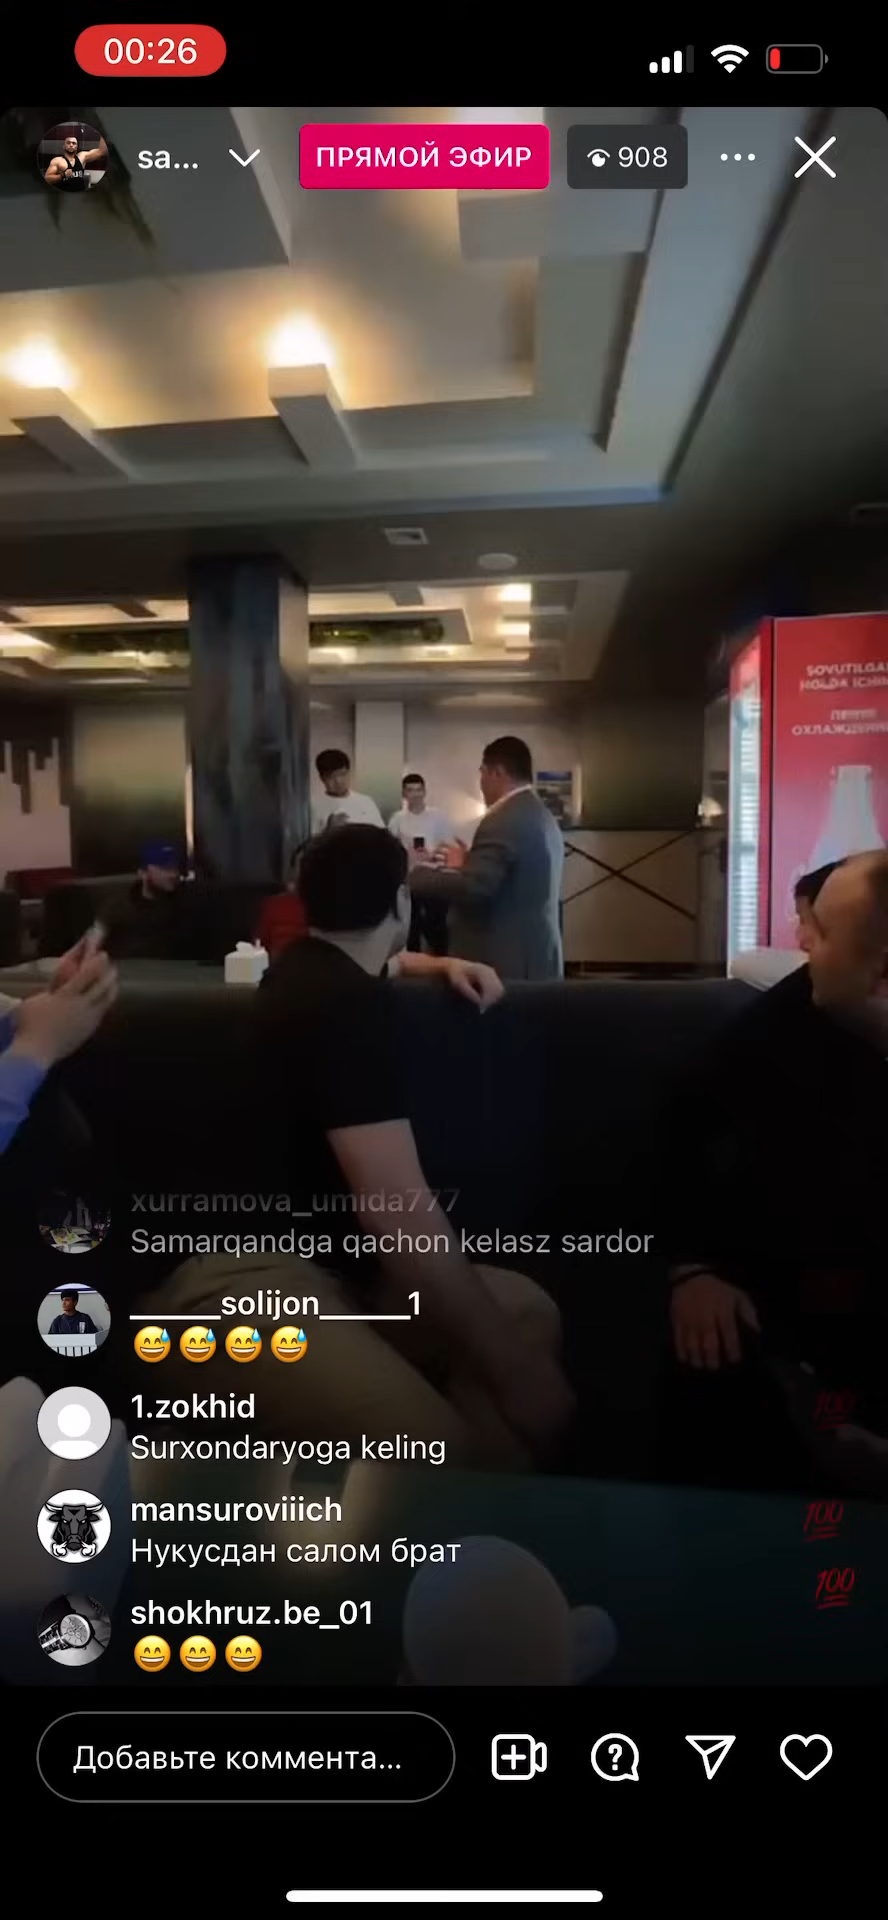 00:26
sa...
ПРЯМОЙ ЭФИР
908
SOVUTILGAN
HOLDA ICHI
ОХЛАЖДЕНН
xurramova_umida777
Samarqandga qachon kelasz sardor
_____solijon_____1
😅😅😅😅
1.zokhid
Surxondaryoga keling
mansuroviiich
Нукусдан салом брат
shokhruz.be_01
😄😄😄
Добавьте коммента...